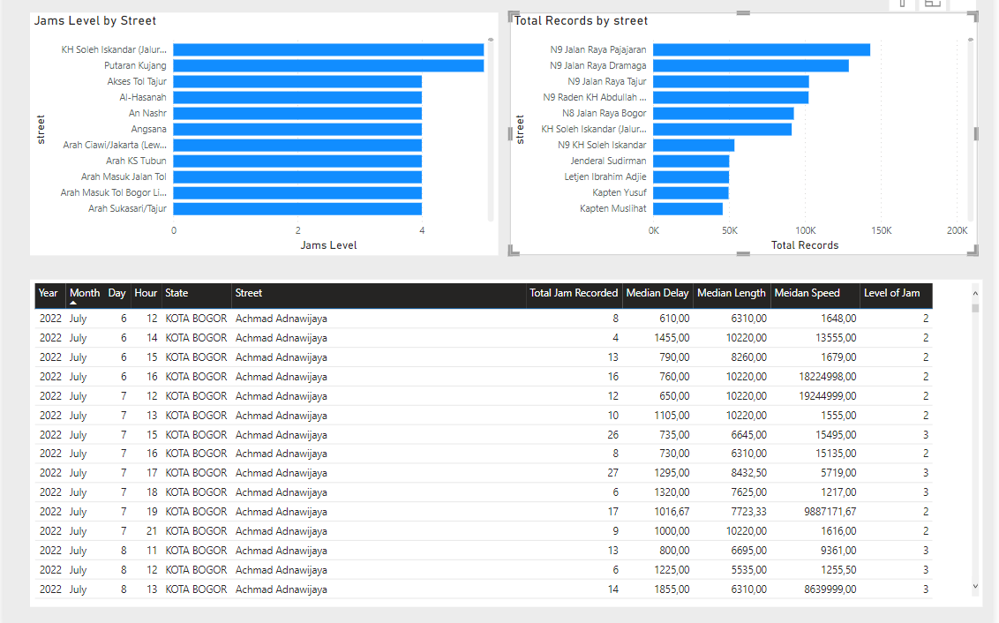 Jams Level by Street
street
KH Soleh Iskandar (Jalur...
Putaran Kujang
Akses Tol Tajur
Al-Hasanah
An Nashr
Angsana
Arah Ciawi/Jakarta (Lew...
Arah KS Tubun
Arah Masuk Jalan Tol
Arah Masuk Tol Bogor Li...
Arah Sukasari/Tajur
0 2 4
Jams Level
Total Records by street
street
N9 Jalan Raya Pajajaran
N9 Jalan Raya Dramaga
N9 Jalan Raya Tajur
N9 Raden KH Abdullah ...
N8 Jalan Raya Bogor
KH Soleh Iskandar (Jalur...
N9 KH Soleh Iskandar
Jenderal Sudirman
Letjen Ibrahim Adjie
Kapten Yusuf
Kapten Muslihat
0K 50K 100K 150K 200K
Total Records
Year Month Day Hour State Street Total Jam Recorded Median Delay Median Length Meidan Speed Level of Jam
2022 July 6 12 KOTA BOGOR Achmad Adnawijaya 8 610,00 6310,00 1648,00 2
2022 July 6 14 KOTA BOGOR Achmad Adnawijaya 4 1455,00 10220,00 13555,00 2
2022 July 6 15 KOTA BOGOR Achmad Adnawijaya 13 790,00 8260,00 1679,00 2
2022 July 6 16 KOTA BOGOR Achmad Adnawijaya 16 760,00 10220,00 18224998,00 2
2022 July 7 12 KOTA BOGOR Achmad Adnawijaya 12 650,00 10220,00 19244999,00 2
2022 July 7 13 KOTA BOGOR Achmad Adnawijaya 10 1105,00 10220,00 1555,00 2
2022 July 7 15 KOTA BOGOR Achmad Adnawijaya 26 735,00 6645,00 15495,00 3
2022 July 7 16 KOTA BOGOR Achmad Adnawijaya 8 730,00 6310,00 15135,00 2
2022 July 7 17 KOTA BOGOR Achmad Adnawijaya 27 1295,00 8432,50 5719,00 3
2022 July 7 18 KOTA BOGOR Achmad Adnawijaya 6 1320,00 7625,00 1217,00 3
2022 July 7 19 KOTA BOGOR Achmad Adnawijaya 17 1016,67 7723,33 9887171,67 2
2022 July 7 21 KOTA BOGOR Achmad Adnawijaya 9 1000,00 10220,00 1616,00 2
2022 July 8 11 KOTA BOGOR Achmad Adnawijaya 13 800,00 6695,00 9361,00 3
2022 July 8 12 KOTA BOGOR Achmad Adnawijaya 6 1225,00 5535,00 1255,50 3
2022 July 8 13 KOTA BOGOR Achmad Adnawijaya 14 1855,00 6310,00 8639999,00 3